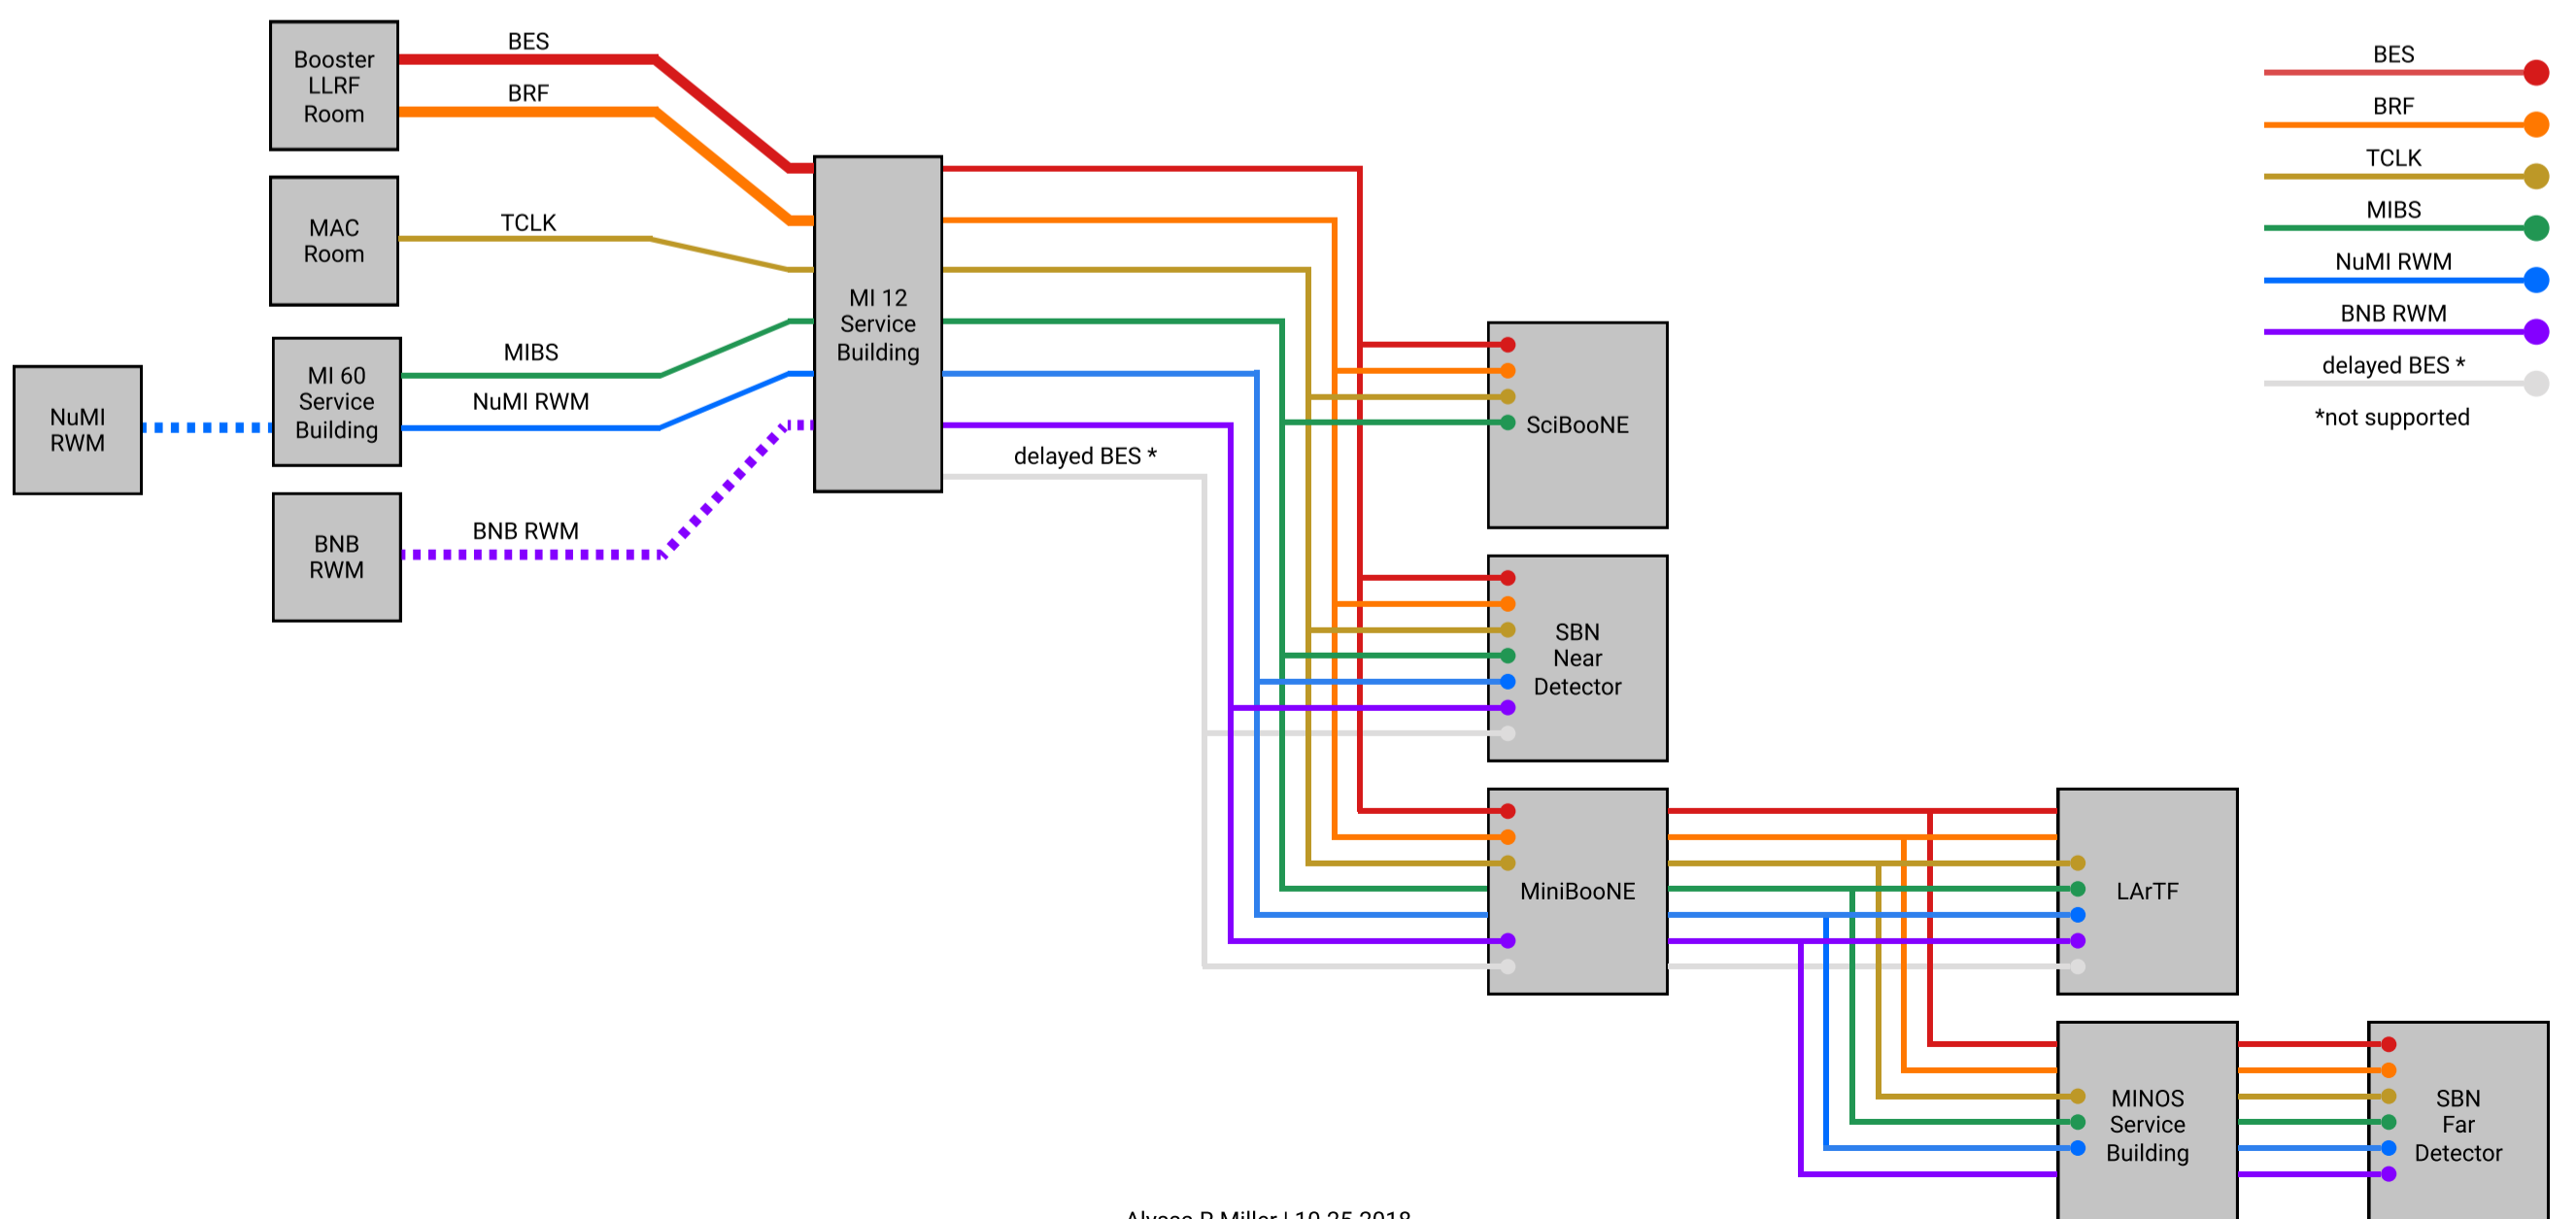 BES
BRF
Booster
LLRF
Room
TCLK
MAC
Room
MIBS
NuMI RWM
MI 60
Service
Building
NuMI
RWM
BNB RWM
BNB
RWM
MI 12
Service
Building
delayed BES *
SciBooNE
SBN
Near
Detector
MiniBooNE
LArTF
MINOS
Service
Building
SBN
Far
Detector
BES
BRF
TCLK
MIBS
NuMI RWM
BNB RWM
delayed BES *
*not supported